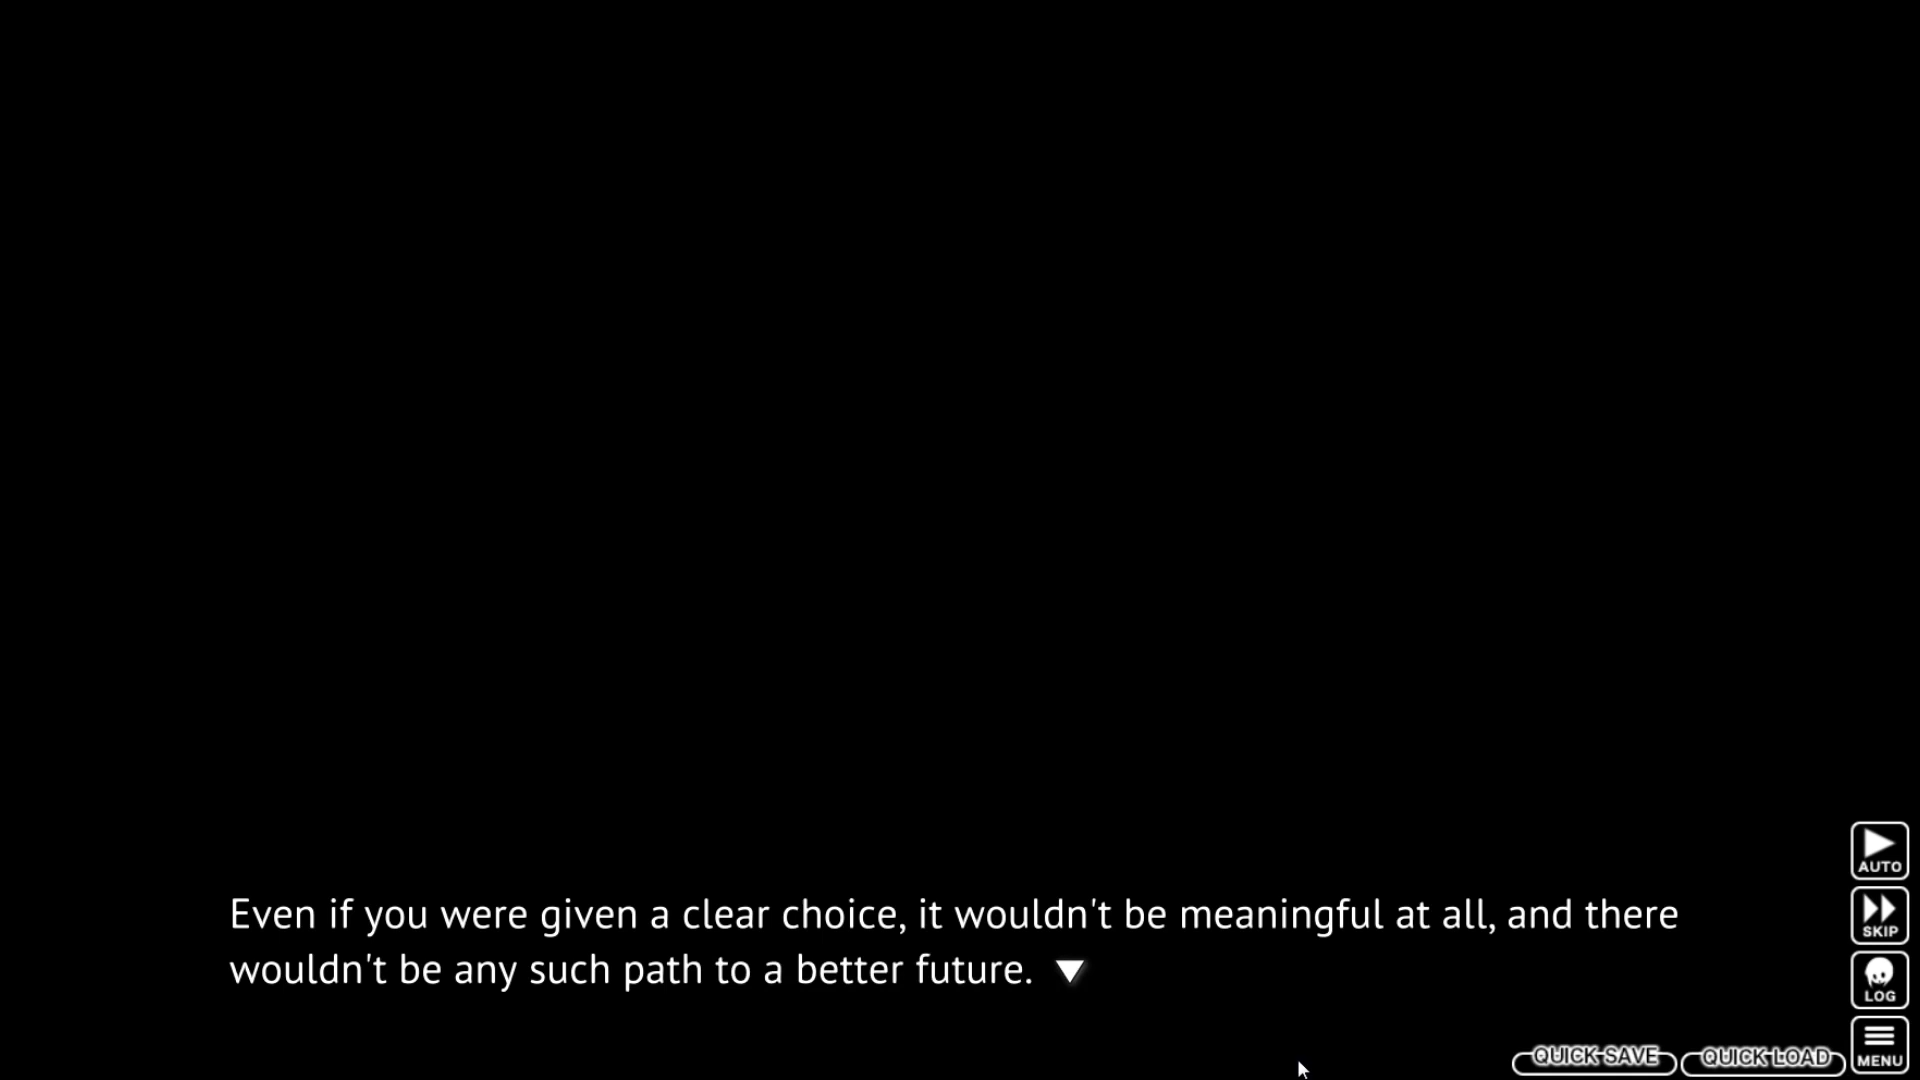 Even if you were given a clear choice, it wouldn't be meaningful at all, and there
wouldn't be any such path to a better future.
AUTO
SKIP
LOG
MENU
QUICK SAVE QUICK LOAD